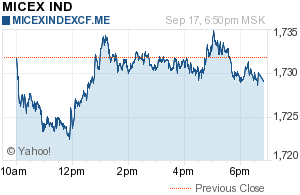 MICEX IND
MICEXINDEXCF.ME Sep 17, 6:50pm MSK
1,735
1,730
1,725
1,720
© Yahoo!
10am 12pm 2pm 4pm 6pm
Previous Close